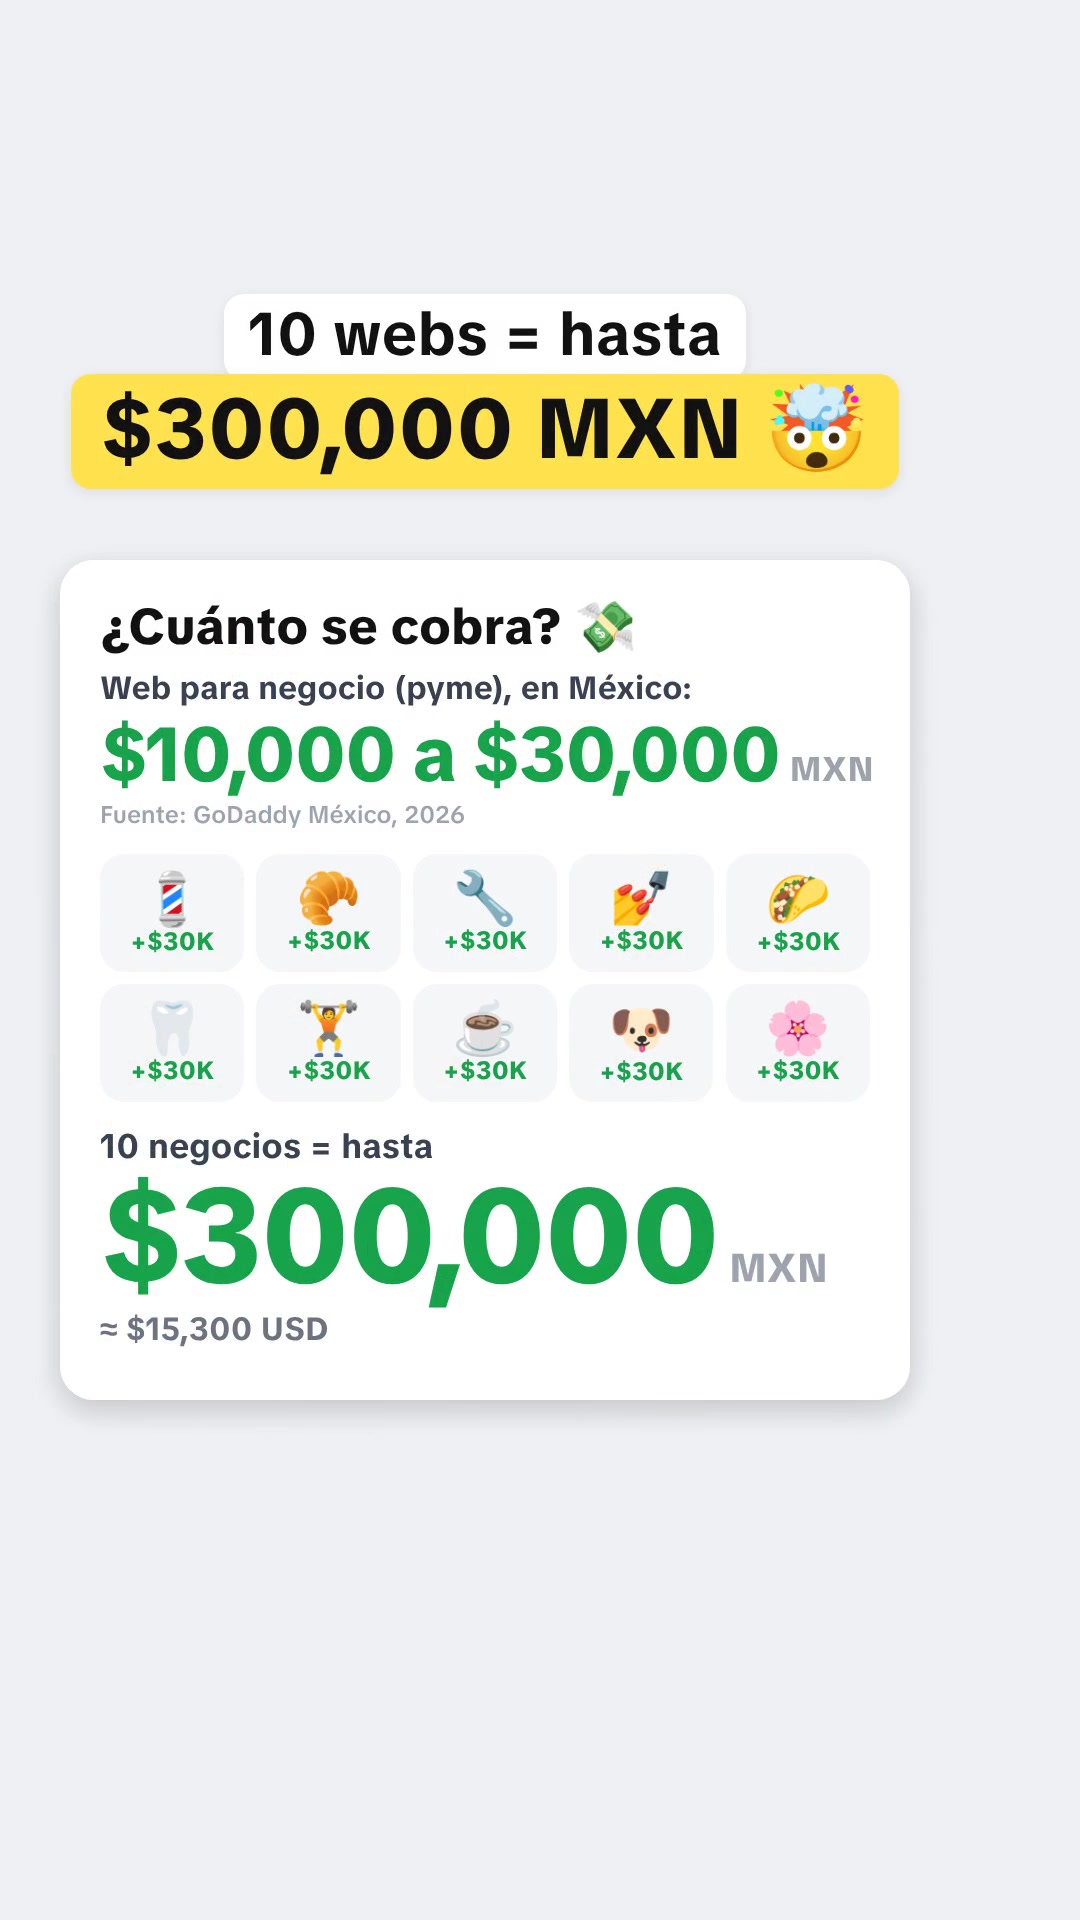 10 webs = hasta
$300,000 MXN 🤯
¿Cuánto se cobra? 💸
Web para negocio (pyme), en México:
$10,000 a $30,000 MXN
Fuente: GoDaddy México, 2026
+$30K +$30K +$30K +$30K +$30K
+$30K +$30K +$30K +$30K +$30K
10 negocios = hasta
$300,000 MXN
≈ $15,300 USD